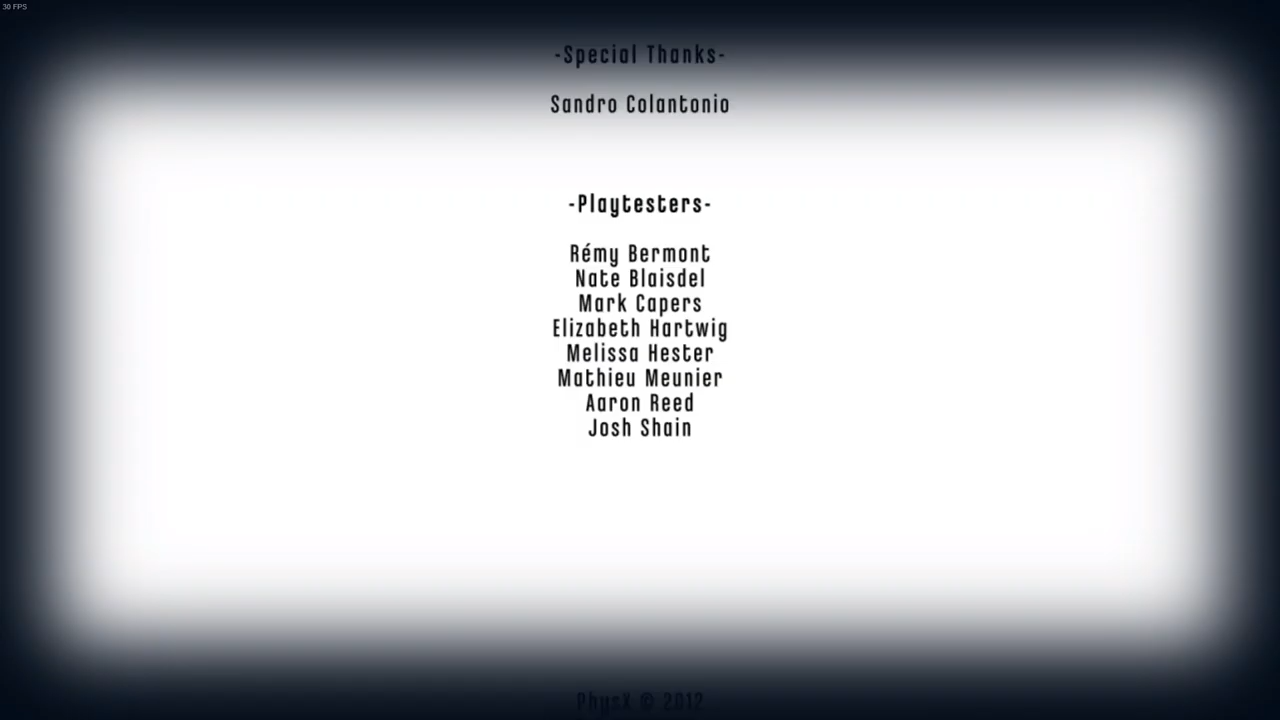 30 FPS
-Special Thanks-
Sandro Colantonio
-Playtesters-
Rémy Bermont
Nate Blaisdel
Mark Capers
Elizabeth Hartwig
Melissa Hester
Mathieu Meunier
Aaron Reed
Josh Shain
PhysX © 2012